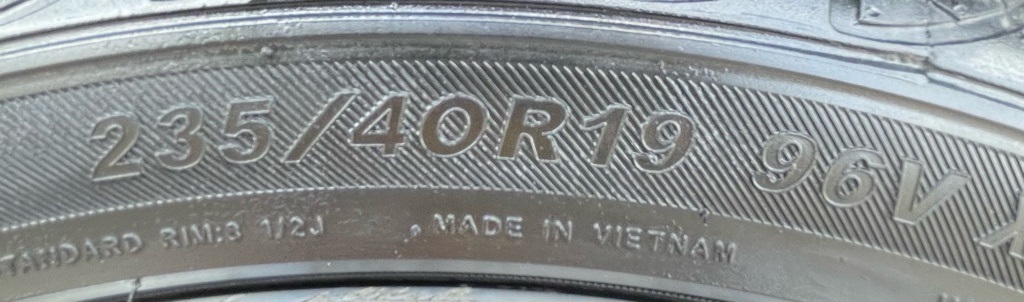 235/40R19 96V X
STANDARD RIM:8 1/2J MADE IN VIETNAM